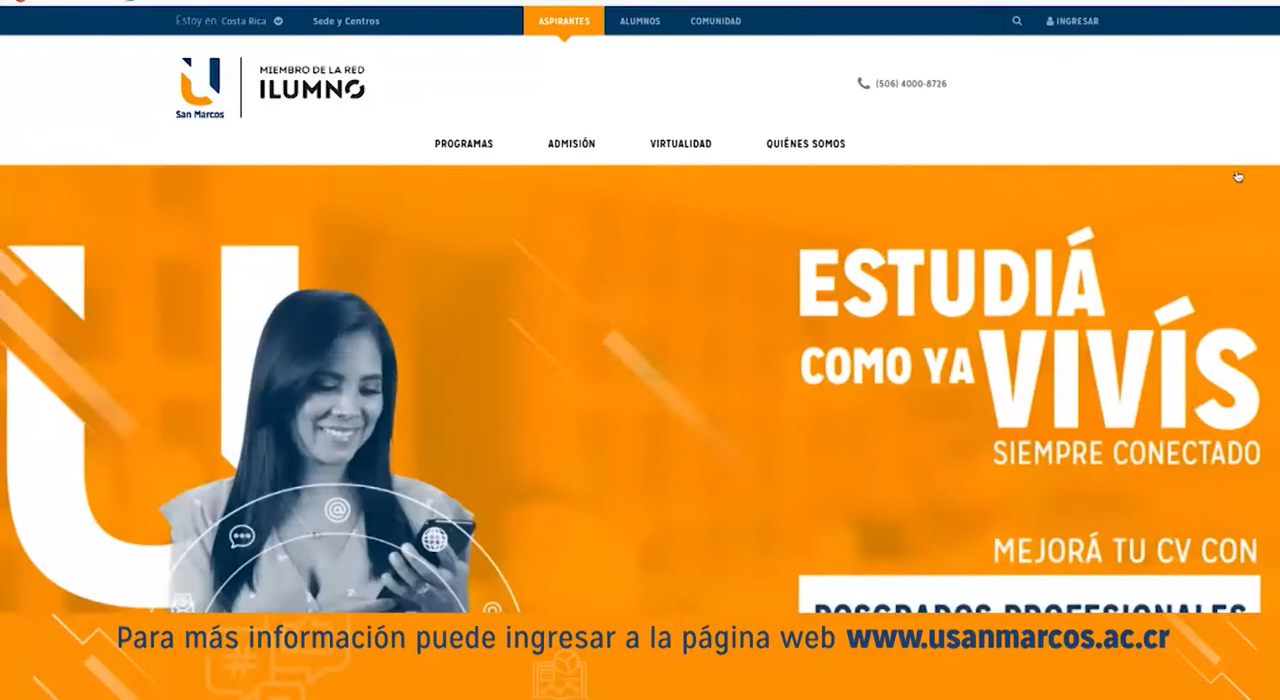 Estoy en: Costa Rica Sede y Centros ASPIRANTES ALUMNOS COMUNIDAD INGRESAR
San Marcos
MIEMBRO DE LA RED
ILUMNO
(506) 4000-8726
PROGRAMAS ADMISIÓN VIRTUALIDAD QUIÉNES SOMOS
ESTUDIÁ
COMO YA VIVÍS
SIEMPRE CONECTADO
MEJORÁ TU CV CON
POSGRADOS PROFESIONALES
Para más información puede ingresar a la página web www.usanmarcos.ac.cr